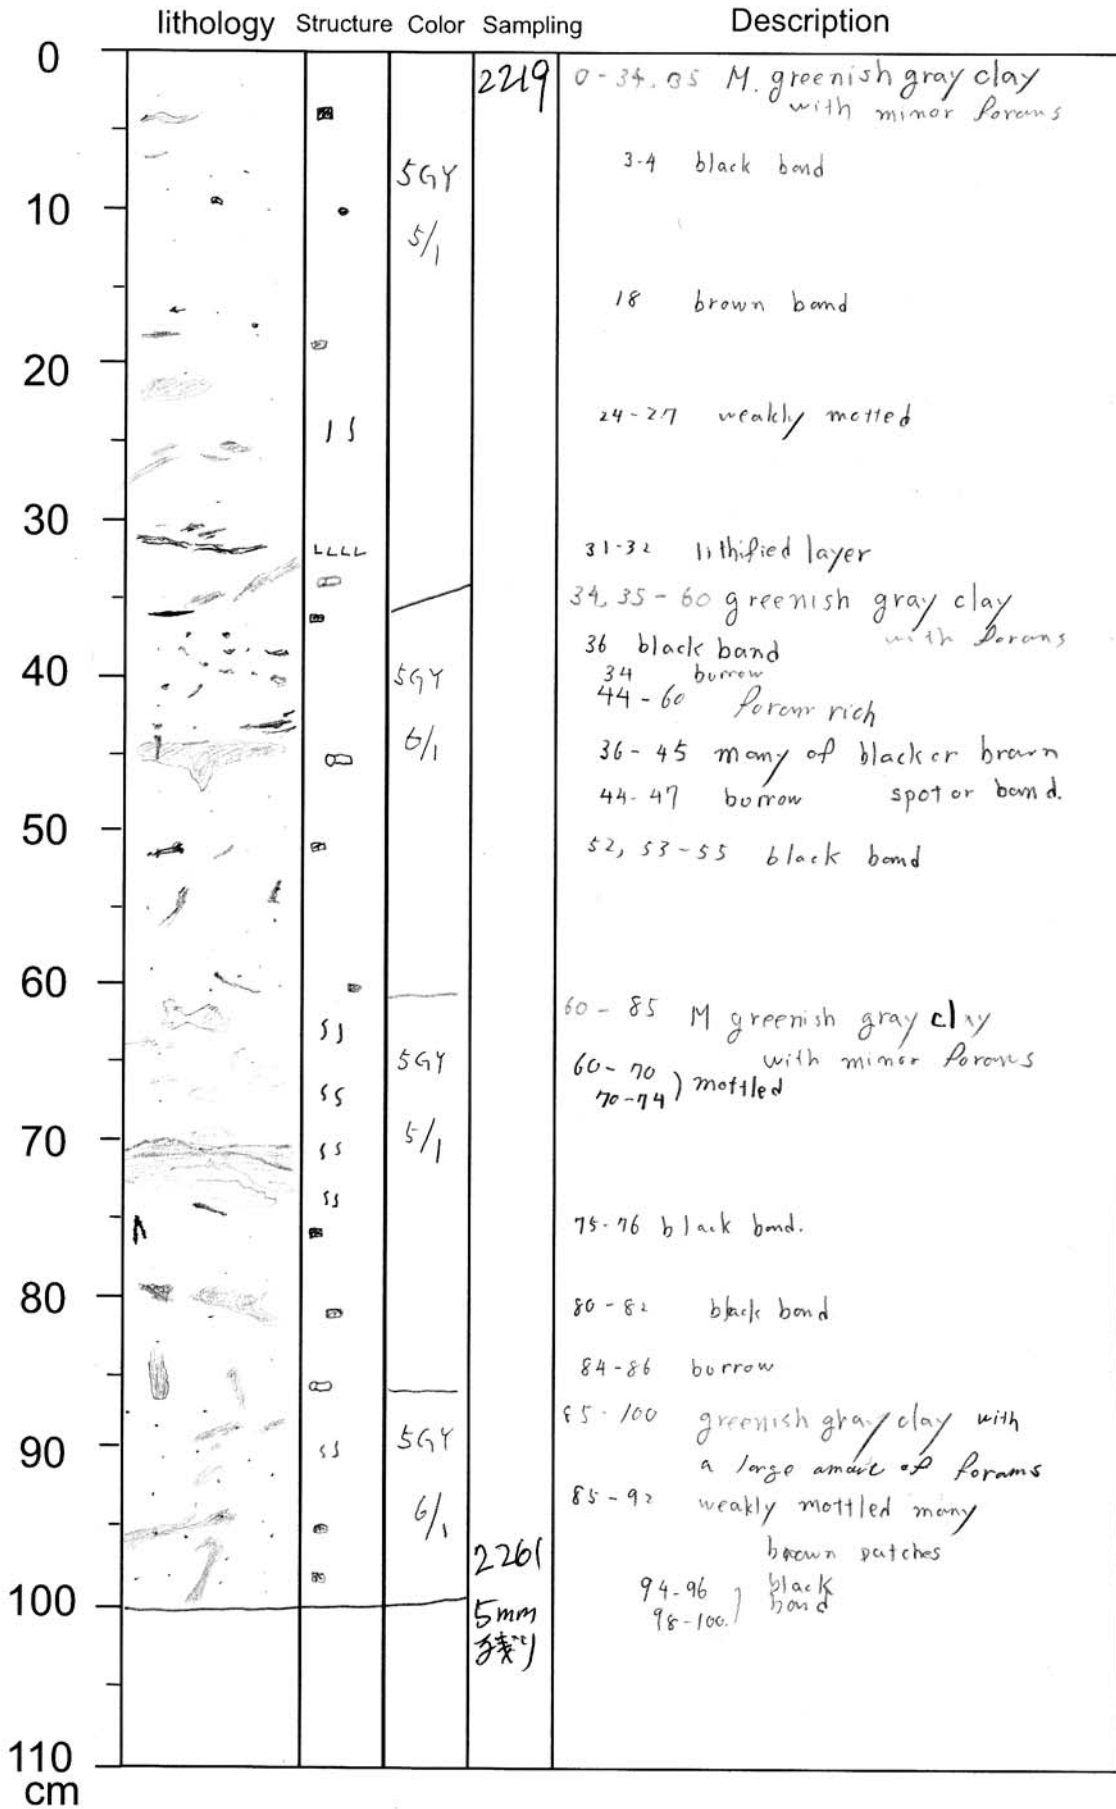 lithology Structure Color Sampling Description
0
2219
0-34.35 M. greenish gray clay
with minor forams
3-4 black band
5GY
10
5/1
18 brown band
20
24-27 weakly motted
30
31-32 lithified layer
LLLL
34,35-60 greenish gray clay
with forams
36 black band
34 burrow
40
5GY
44-60 foram rich
6/1
36-45 many of black or brawn
spot or band.
44-47 burrow
50
52, 53-55 black band
60
60-85 M greenish gray clay
with minor forams
5GY
60-70
70-74 ) mottled
70
5/1
75-76 black band.
80
80-82 black band
84-86 burrow
85-100 greenish gray clay with
a large of forams
90
5GY
85-92 weakly mottled many
brown patches
6/1
2261
94-96 ) black
98-100. band
100
5mm
残り
110
cm